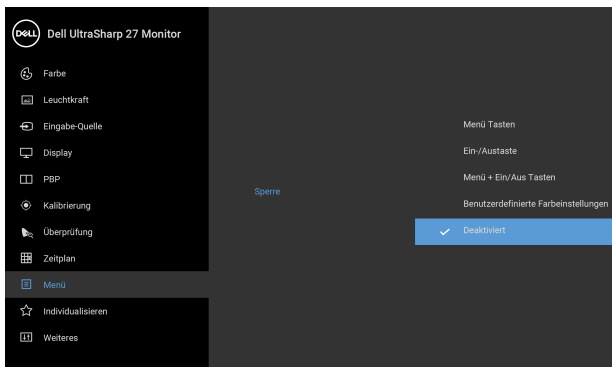 DELL Dell UltraSharp 27 Monitor
Farbe
Leuchtkraft
Eingabe-Quelle
Display
PBP
Kalibrierung
Überprüfung
Zeitplan
Menü
Individualisieren
Weiteres
Sperre
Menü Tasten
Ein-/Austaste
Menü + Ein/Aus Tasten
Benutzerdefinierte Farbeinstellungen
Deaktiviert